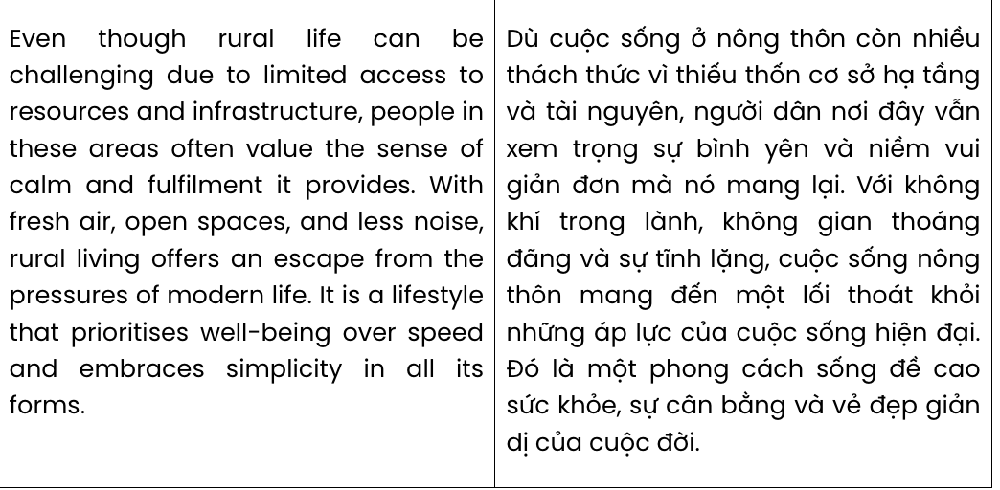 Even though rural life can be
challenging due to limited access to
resources and infrastructure, people in
these areas often value the sense of
calm and fulfilment it provides. With
fresh air, open spaces, and less noise,
rural living offers an escape from the
pressures of modern life. It is a lifestyle
that prioritises well-being over speed
and embraces simplicity in all its
forms.
Dù cuộc sống ở nông thôn còn nhiều
thách thức vì thiếu thốn cơ sở hạ tầng
và tài nguyên, người dân nơi đây vẫn
xem trọng sự bình yên và niềm vui
giản đơn mà nó mang lại. Với không
khí trong lành, không gian thoáng
đãng và sự tĩnh lặng, cuộc sống nông
thôn mang đến một lối thoát khỏi
những áp lực của cuộc sống hiện đại.
Đó là một phong cách sống đề cao
sức khỏe, sự cân bằng và vẻ đẹp giản
dị của cuộc đời.